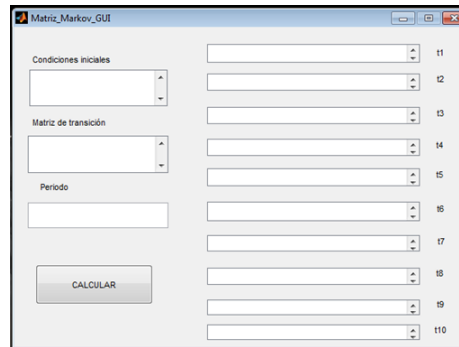 Matriz_Markov_GUI
Condiciones iniciales
Matriz de transición
Periodo
CALCULAR
t1
t2
t3
t4
t5
t6
t7
t8
t9
t10